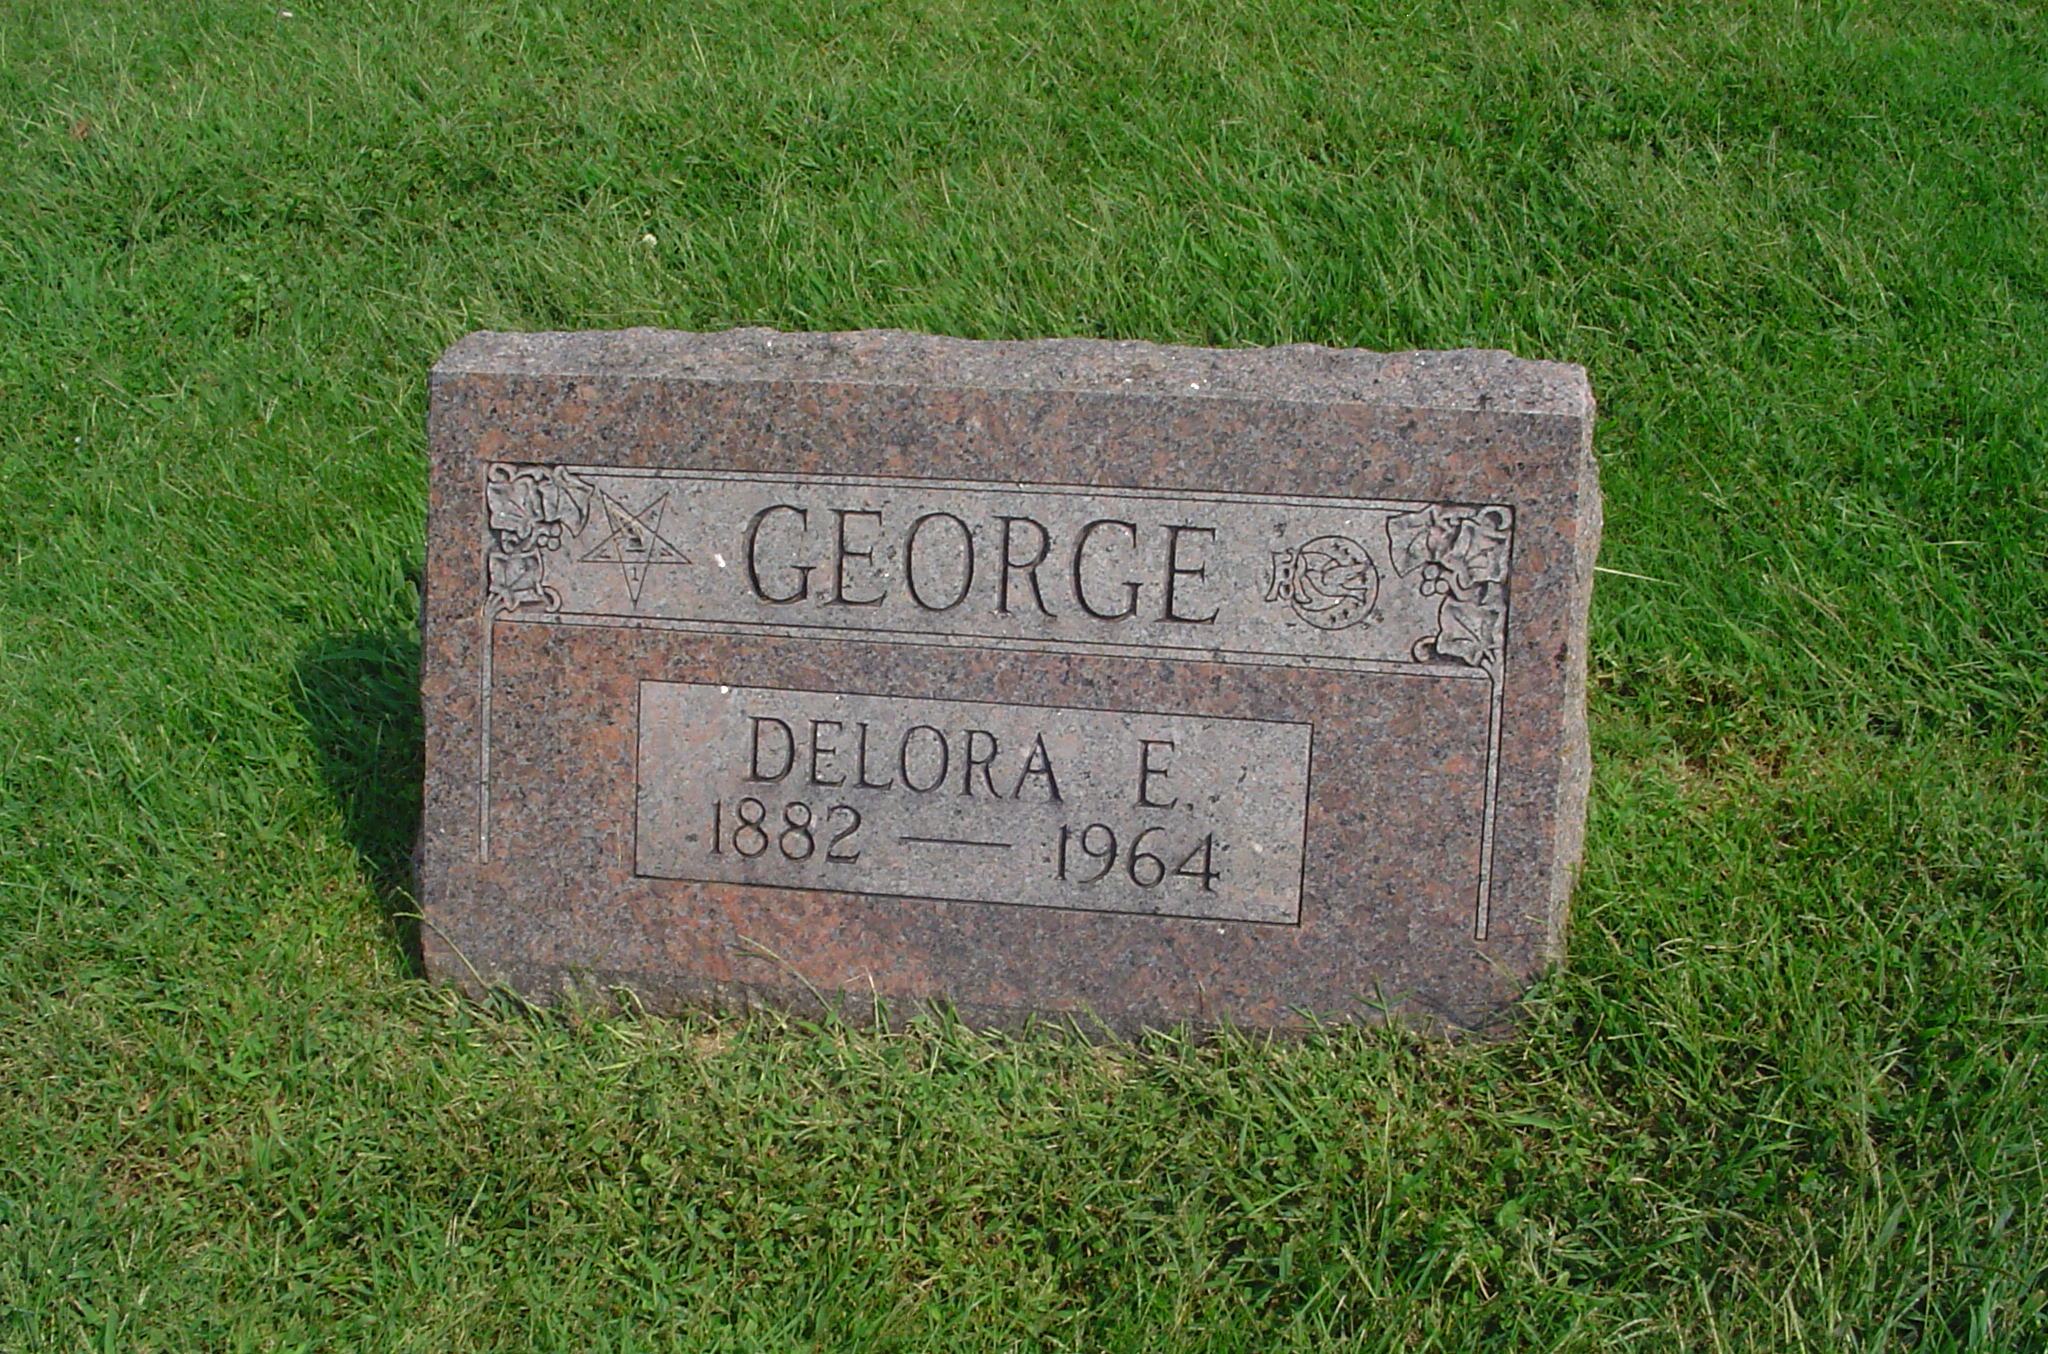 GEORGE
DELORA E.
1882 — 1964